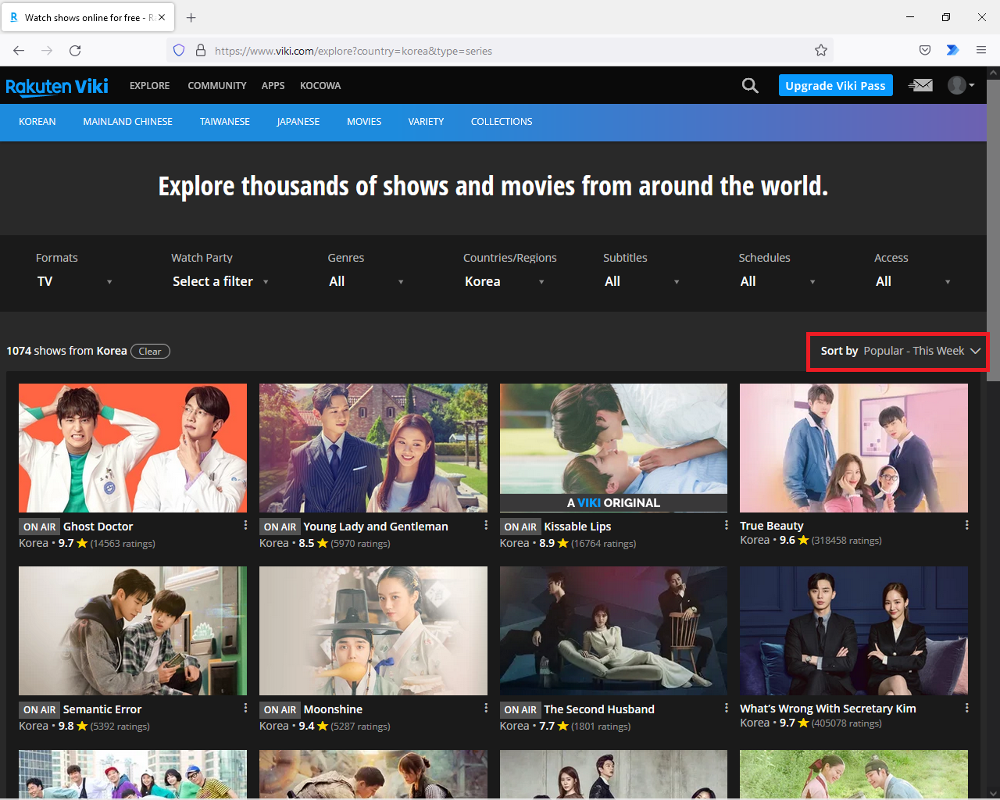 R Watch shows online for free - R
https://www.viki.com/explore?country=korea&type=series
Rakuten Viki EXPLORE COMMUNITY APPS KOCOWA Upgrade Viki Pass
KOREAN MAINLAND CHINESE TAIWANESE JAPANESE MOVIES VARIETY COLLECTIONS
Explore thousands of shows and movies from around the world.
Formats Watch Party Genres Countries/Regions Subtitles Schedules Access
TV Select a filter All Korea All All All
1074 shows from Korea Clear Sort by Popular - This Week
A VIKI ORIGINAL
ON AIR Ghost Doctor ON AIR Young Lady and Gentleman ON AIR Kissable Lips True Beauty
Korea • 9.7 (14563 ratings) Korea • 8.5 (5970 ratings) Korea • 8.9 (16764 ratings) Korea • 9.6 (318458 ratings)
ON AIR Semantic Error ON AIR Moonshine ON AIR The Second Husband What's Wrong With Secretary Kim
Korea • 9.8 (5392 ratings) Korea • 9.4 (5287 ratings) Korea • 7.7 (1801 ratings) Korea • 9.7 (405078 ratings)